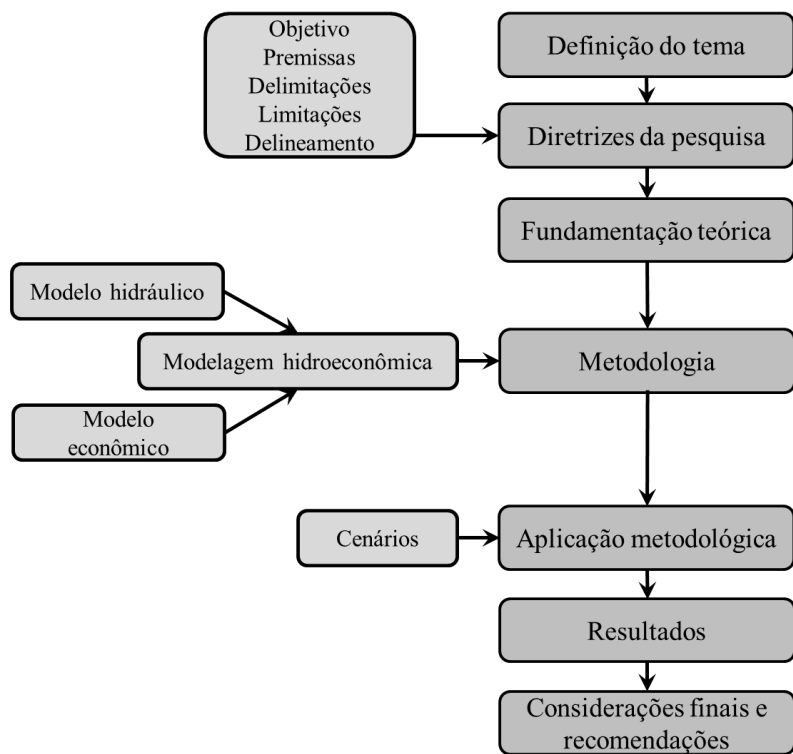 Objetivo
Premissas
Delimitações
Limitações
Delineamento
Definição do tema
Diretrizes da pesquisa
Fundamentação teórica
Modelo hidráulico
Modelagem hidroeconômica
Metodologia
Modelo
econômico
Cenários
Aplicação metodológica
Resultados
Considerações finais e
recomendações